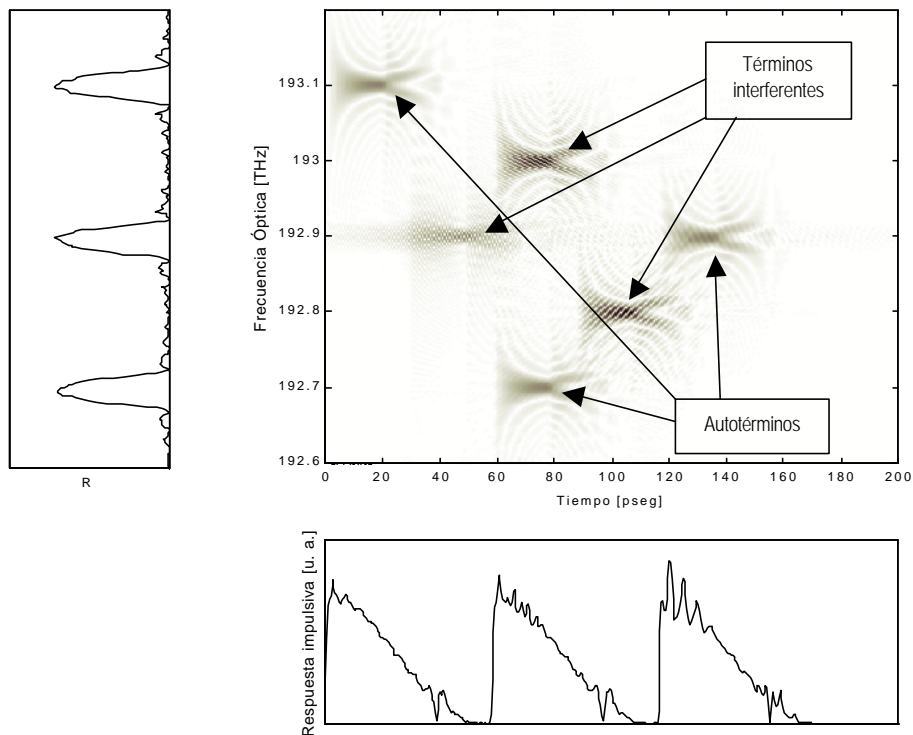 Términos
interferentes
193.1
193
192.9
192.8
192.7
192.6
Frecuencia Óptica [THz]
Autotérminos
0 20 40 60 80 100 120 140 160 180 200
Tiempo [pseg]
R
Respuesta impulsiva [u. a.]